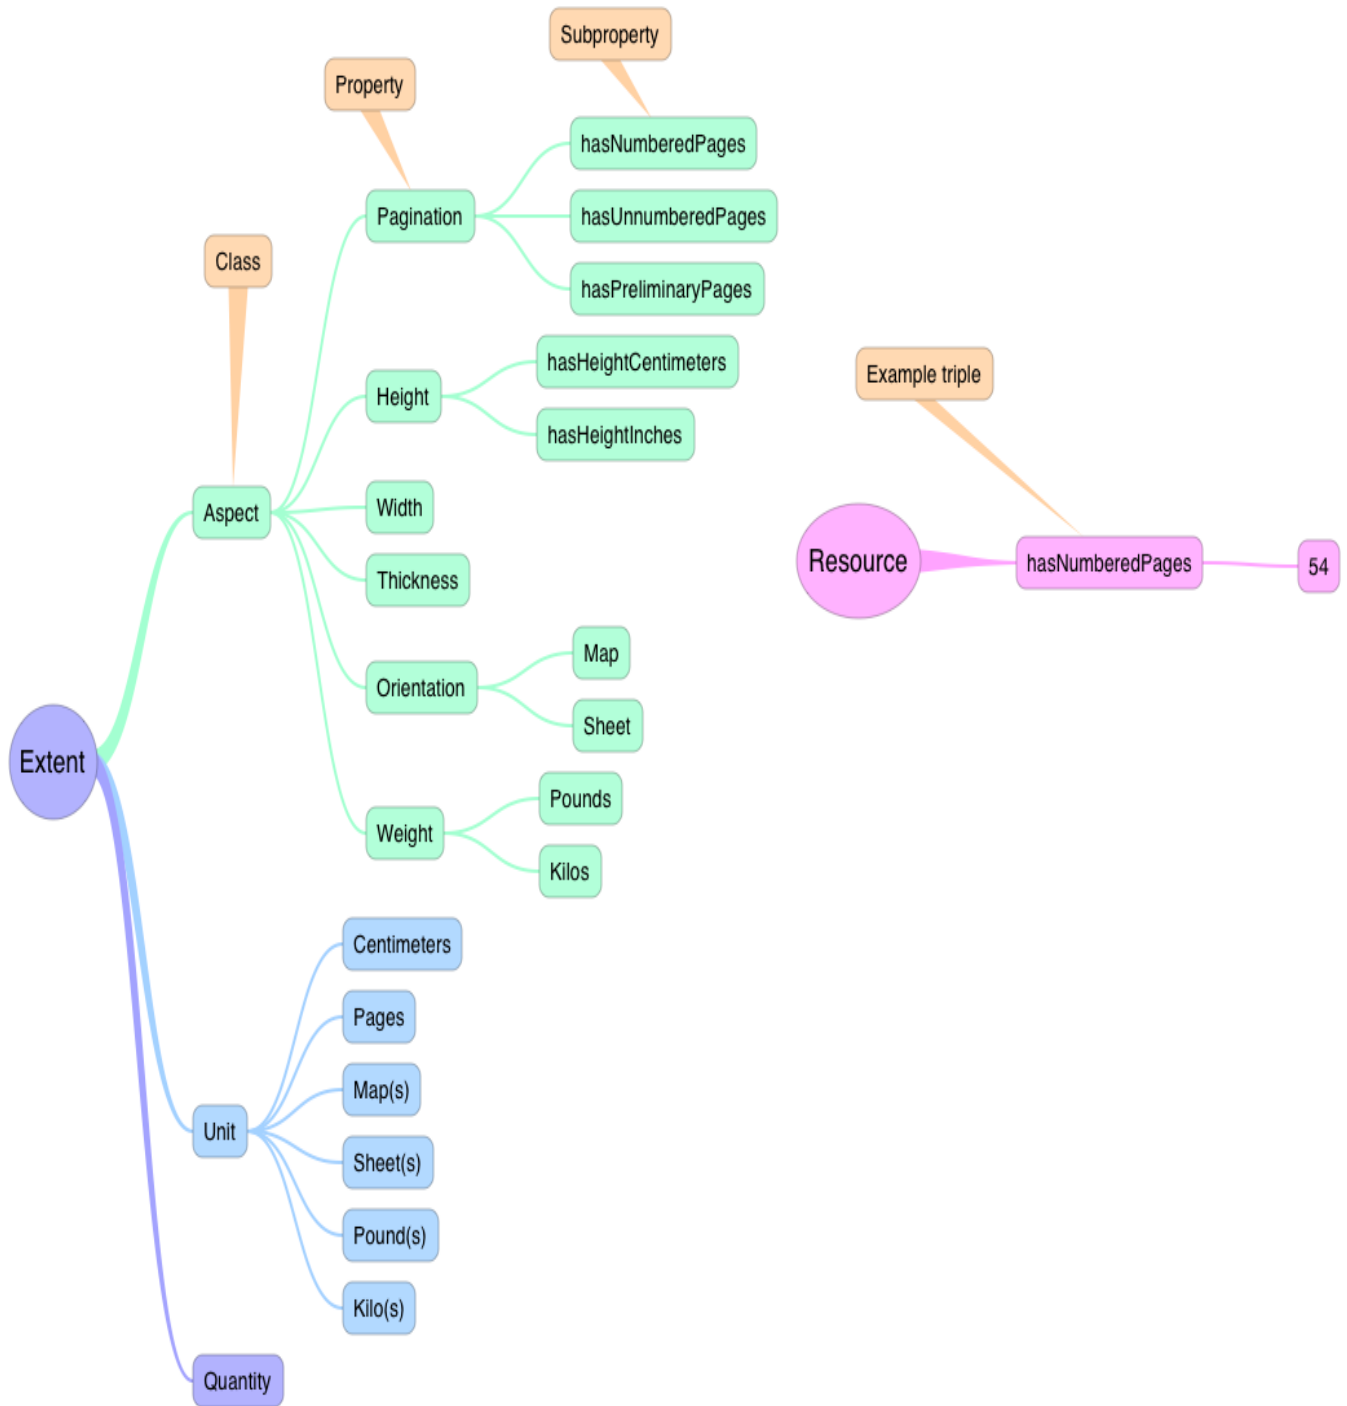 Subproperty
Property
hasNumberedPages
Pagination
hasUnnumberedPages
Class
hasPreliminaryPages
hasHeightCentimeters
Example triple
Height
hasHeightInches
Width
Aspect
Resource
hasNumberedPages
54
Thickness
Map
Orientation
Sheet
Extent
Pounds
Weight
Kilos
Centimeters
Pages
Map(s)
Unit
Sheet(s)
Pound(s)
Kilo(s)
Quantity